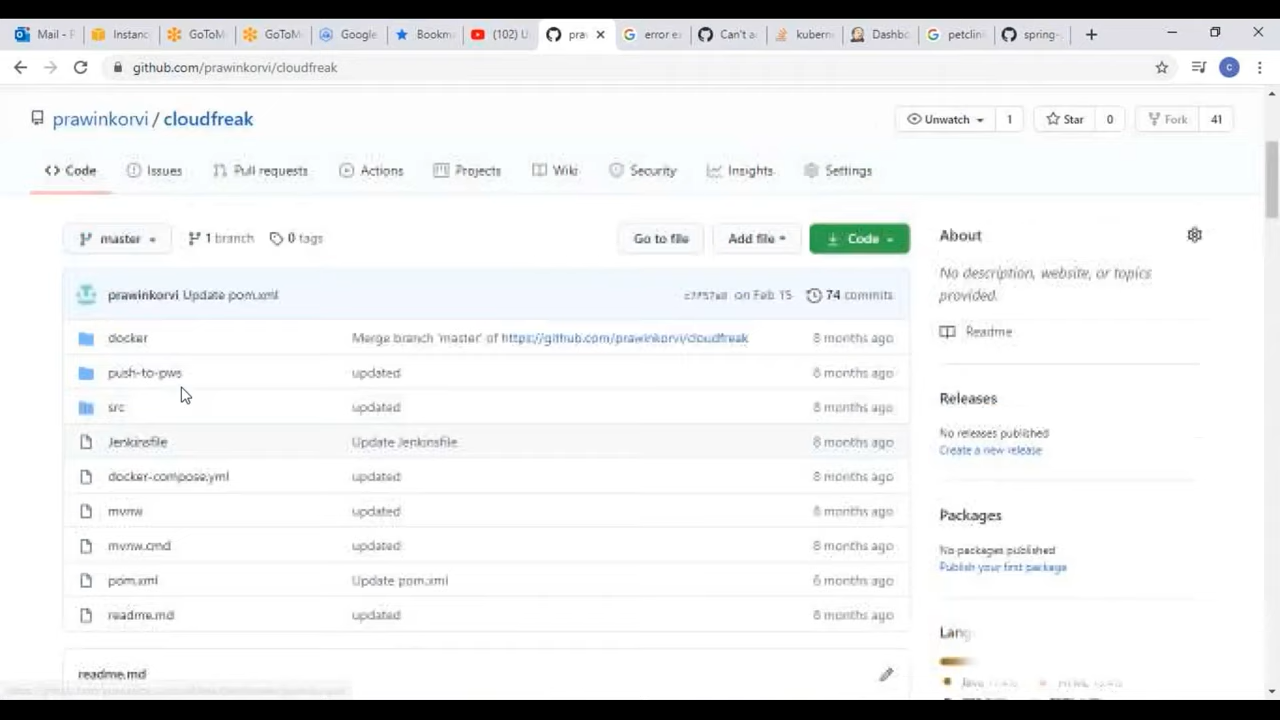 Mail - F
Instanc
GoToM
GoToM
Google
Bookm
(102) U
pra
error e
Can't a
kubern
Dashb
petclin
spring-
github.com/prawinkorvi/cloudfreak
prawinkorvi / cloudfreak
Unwatch 1
Star 0
Fork 41
<> Code
Issues
Pull requests
Actions
Projects
Wiki
Security
Insights
Settings
master
1 branch
0 tags
Go to file
Add file
Code
About
No description, website, or topics
provided.
Readme
prawinkorvi Update pom.xml
on Feb 15
74 commits
docker Merge branch 'master' of https://github.com/prawinkorvi/cloudfreak 8 months ago
push-to-pws updated 8 months ago
src updated 8 months ago
Jenkinsfile Update Jenkinsfile 8 months ago
docker-compose.yml updated 8 months ago
mvnw updated 8 months ago
mvnw.cmd updated 8 months ago
pom.xml Update pom.xml 6 months ago
readme.md updated 8 months ago
Releases
No releases published
Create a new release
Packages
No packages published
Publish your first package
Lang
readme.md
Java
HTML